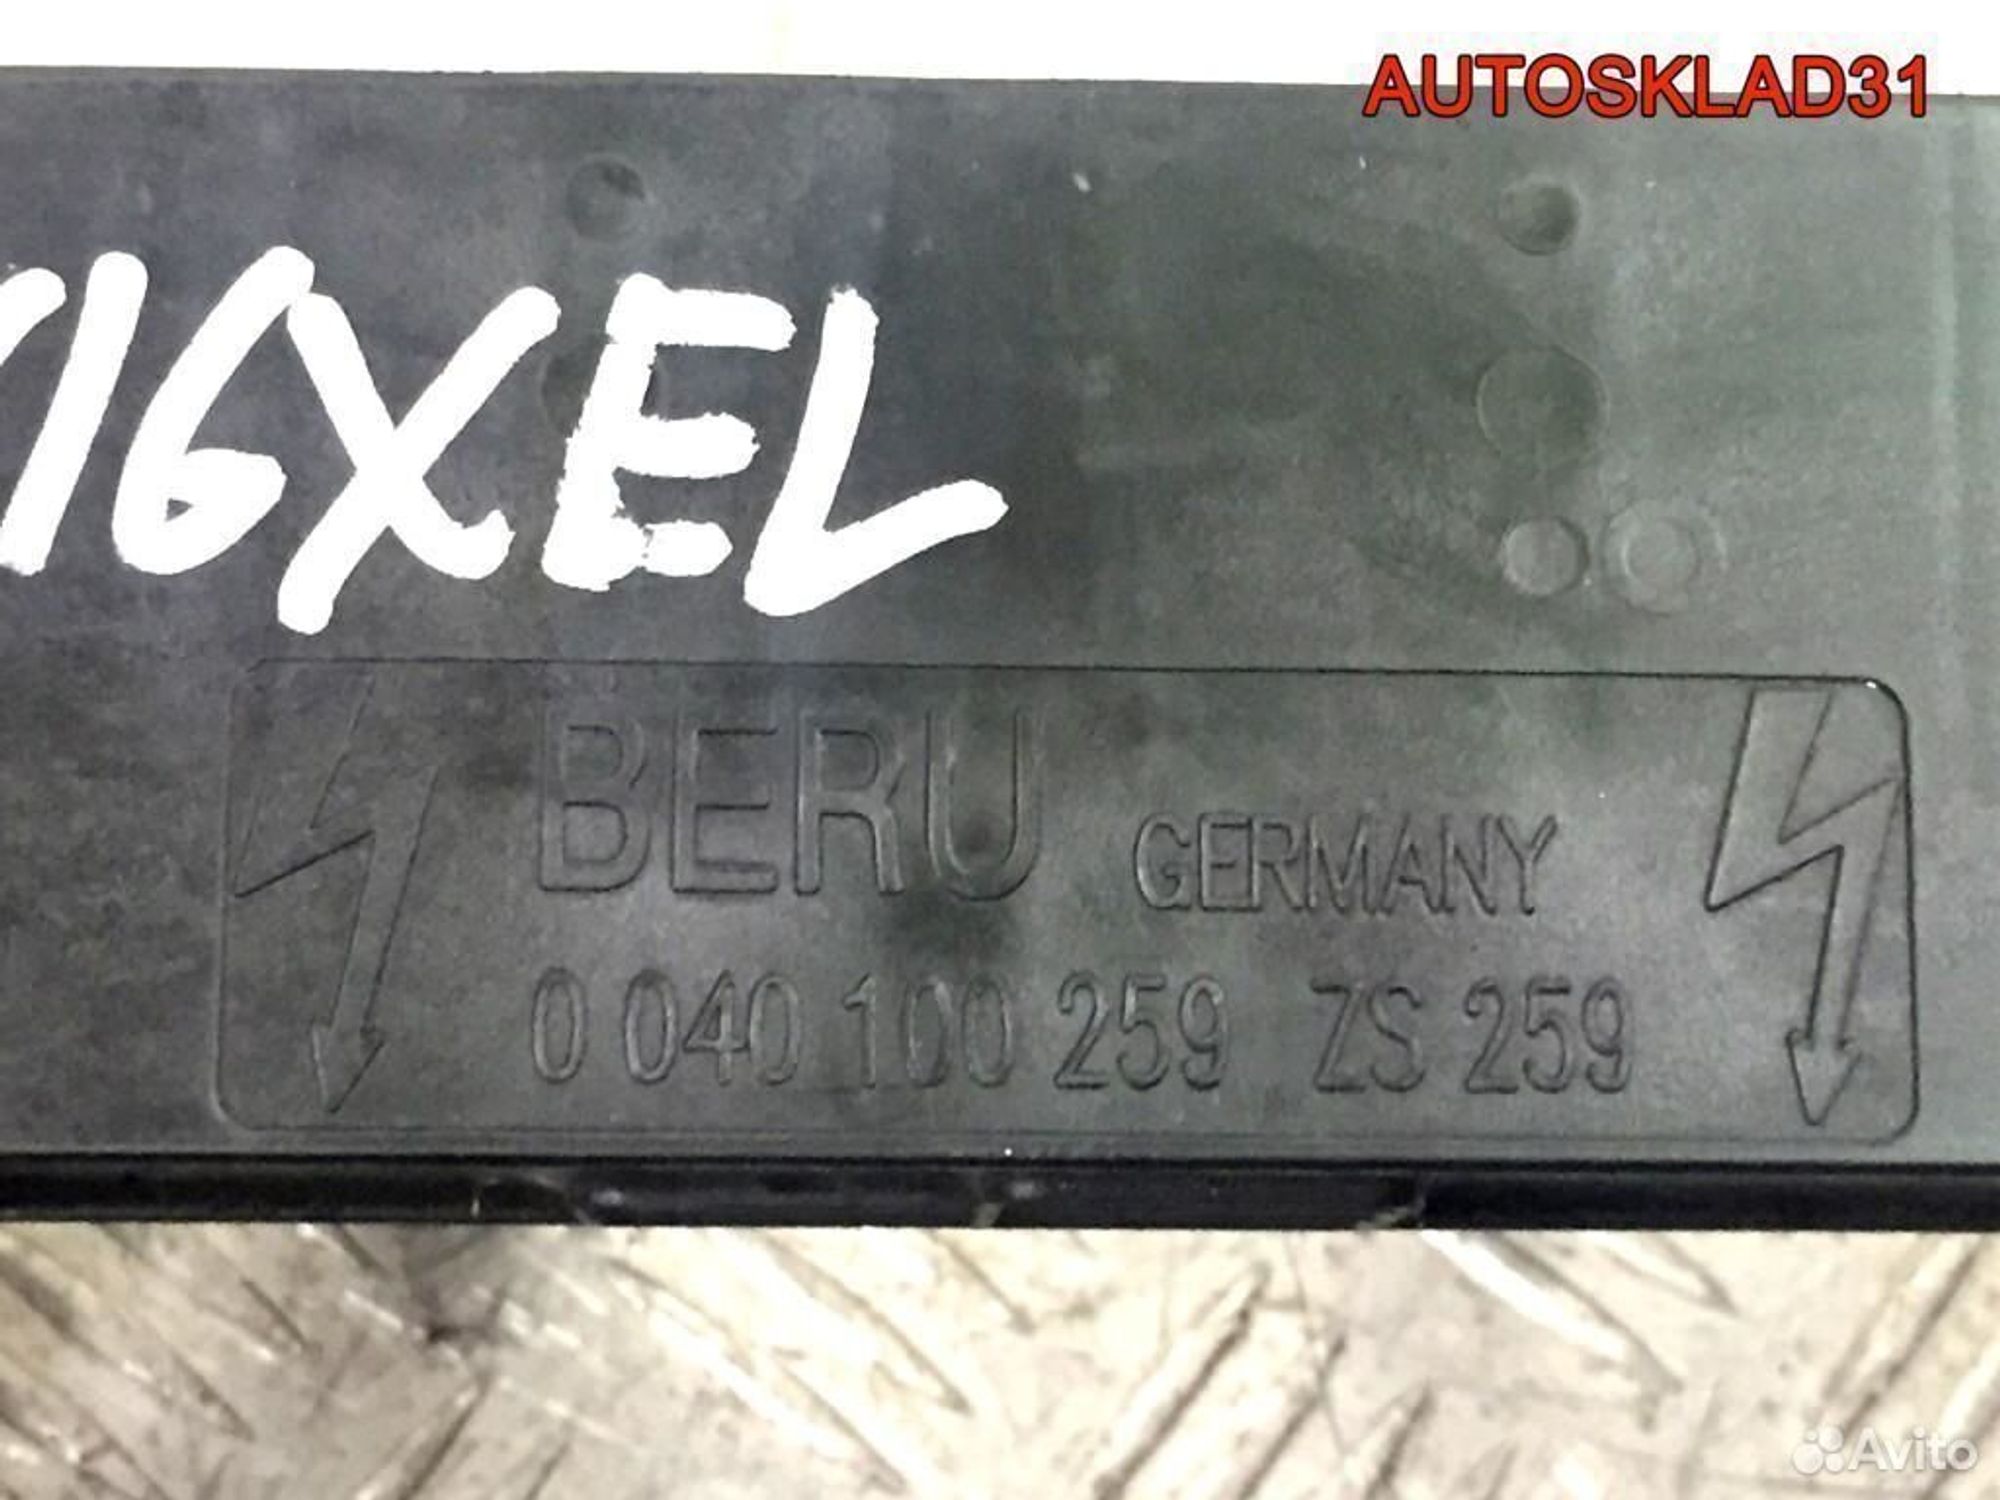 AUTOSKLAD31
16XEL
BERU GERMANY
0 040 100 259 ZS 259
Avito